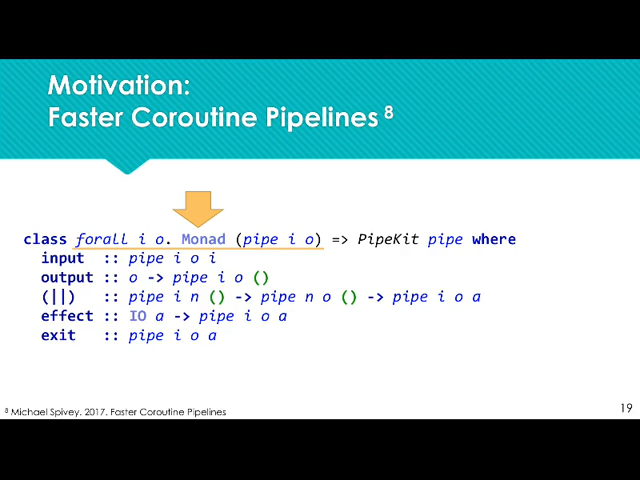 Motivation:
Faster Coroutine Pipelines ⁸
class forall i o. Monad (pipe i o) => PipeKit pipe where
input :: pipe i o i
output :: o -> pipe i o ()
(||) :: pipe i n () -> pipe n o () -> pipe i o a
effect :: IO a -> pipe i o a
exit :: pipe i o a
⁸ Michael Spivey. 2017. Faster Coroutine Pipelines
19